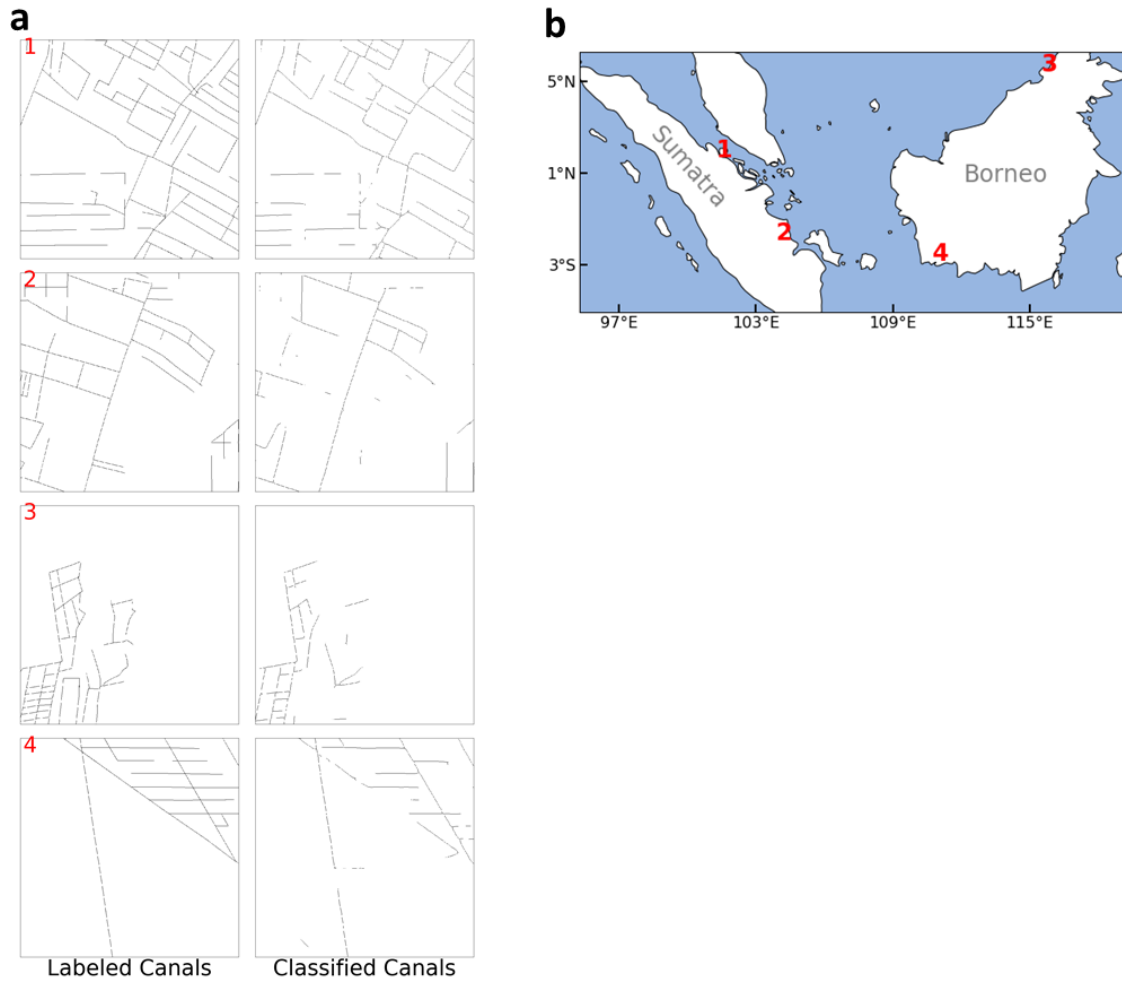 a
1
2
3
4
Labeled Canals
Classified Canals
b
5°N
1°N
3°S
97°E
103°E
109°E
115°E
Sumatra
Borneo
1
2
3
4